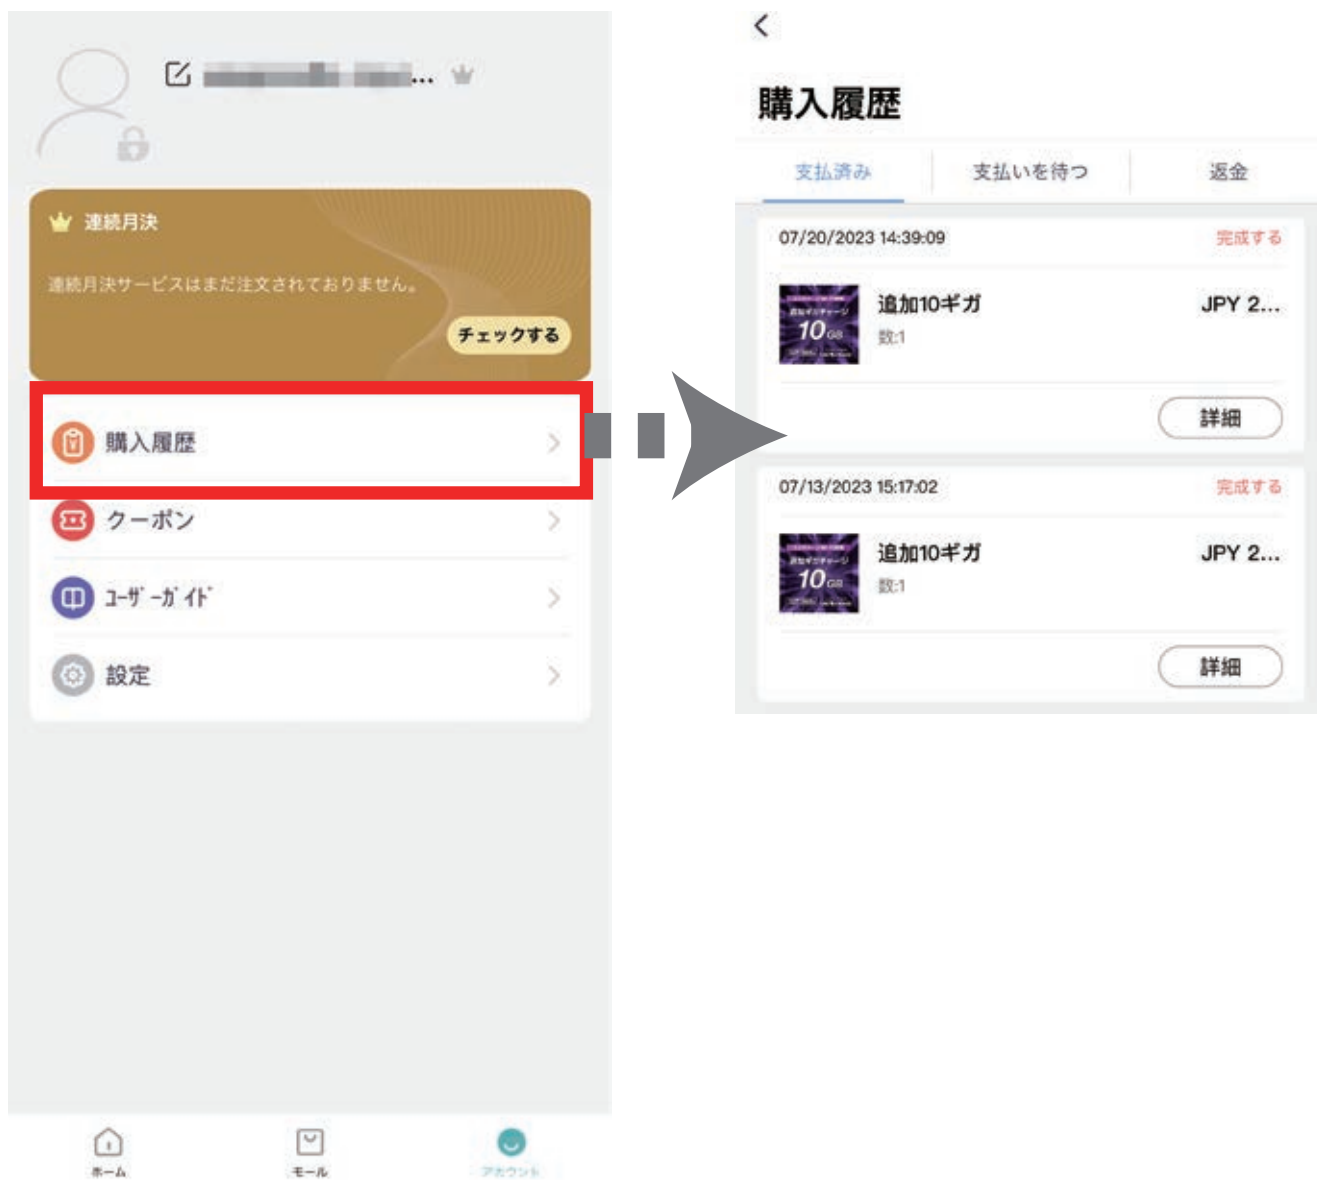 ...
連続月決
連続月決サービスはまだ注文されておりません。
チェックする
購入履歴
クーポン
ﾕｰｻﾞｰｶﾞｲﾄﾞ
設定
ホーム
モール
アカウント
購入履歴
支払済み
支払いを待つ
返金
07/20/2023 14:39:09
完成する
追加10ギガ
JPY 2...
数:1
10 GB
詳細
07/13/2023 15:17:02
完成する
追加10ギガ
JPY 2...
数:1
10 GB
詳細